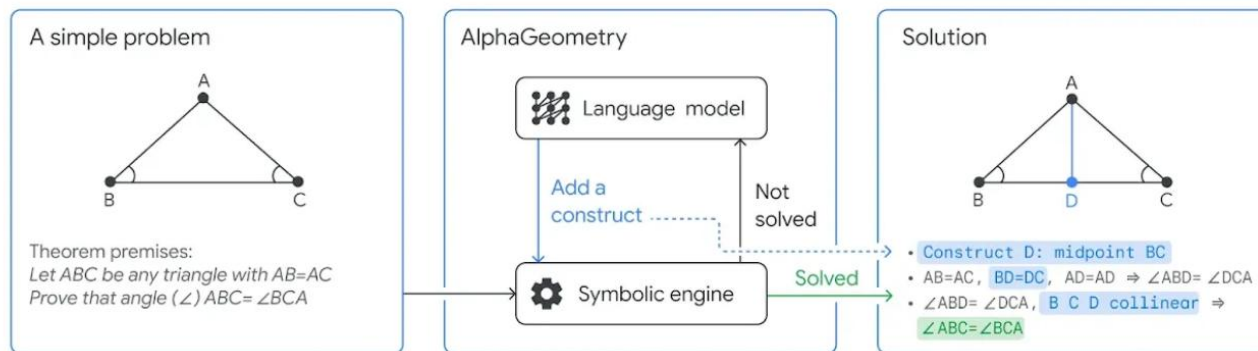 A simple problem
A
B
C
Theorem premises:
Let ABC be any triangle with AB=AC
Prove that angle (∠) ABC= ∠BCA
AlphaGeometry
Language model
Add a
construct
Not
solved
Symbolic engine
Solved
Solution
A
B
D
C
• Construct D: midpoint BC
• AB=AC, BD=DC, AD=AD ⇒ ∠ABD= ∠DCA
• ∠ABD= ∠DCA, B C D collinear ⇒
∠ABC=∠BCA